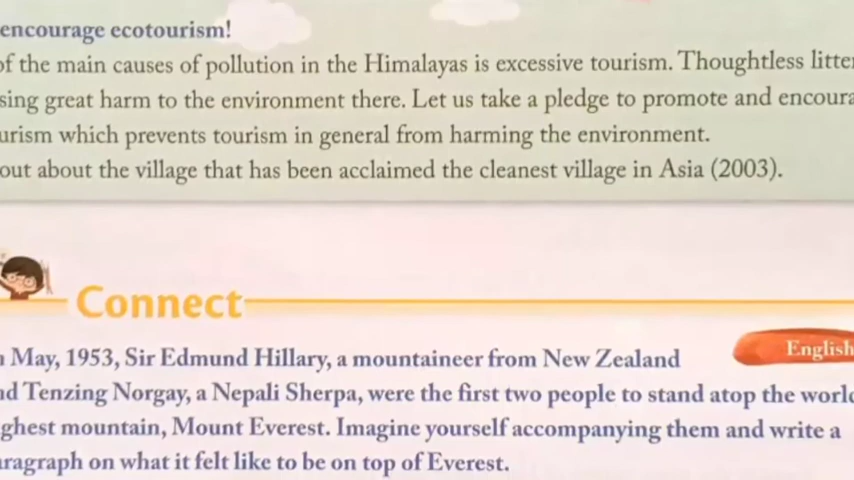 encourage ecotourism!
of the main causes of pollution in the Himalayas is excessive tourism. Thoughtless litte
sing great harm to the environment there. Let us take a pledge to promote and encoura
urism which prevents tourism in general from harming the environment.
out about the village that has been acclaimed the cleanest village in Asia (2003).
Connect
English
May, 1953, Sir Edmund Hillary, a mountaineer from New Zealand
nd Tenzing Norgay, a Nepali Sherpa, were the first two people to stand atop the world
ghest mountain, Mount Everest. Imagine yourself accompanying them and write a
aragraph on what it felt like to be on top of Everest.